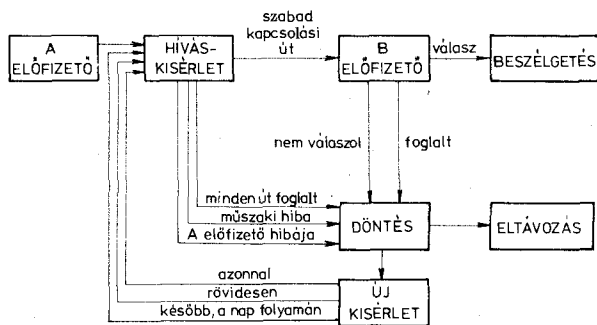 szabad
kapcsolási
út
A
ELŐFIZETŐ
HÍVÁS-
KISÉRLET
B
ELŐFIZETŐ
válasz
BESZÉLGETÉS
nem válaszol
foglalt
minden út foglalt
műszaki hiba
A előfizető hibája
DÖNTÉS
ELTÁVOZÁS
azonnal
rövidesen
később, a nap folyamán
ÚJ
KISÉRLET